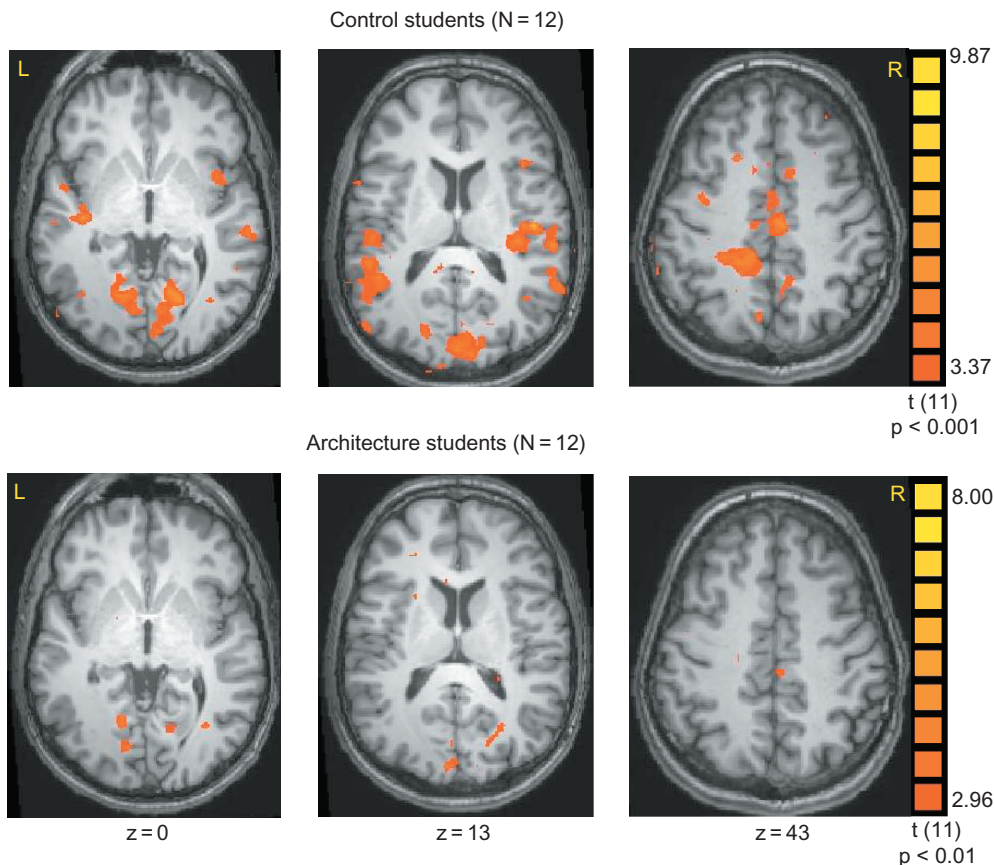 Control students (N = 12)
L
R
9.87
3.37
t (11)
p < 0.001
Architecture students (N = 12)
L
R
8.00
2.96
z = 0
z = 13
z = 43
t (11)
p < 0.01